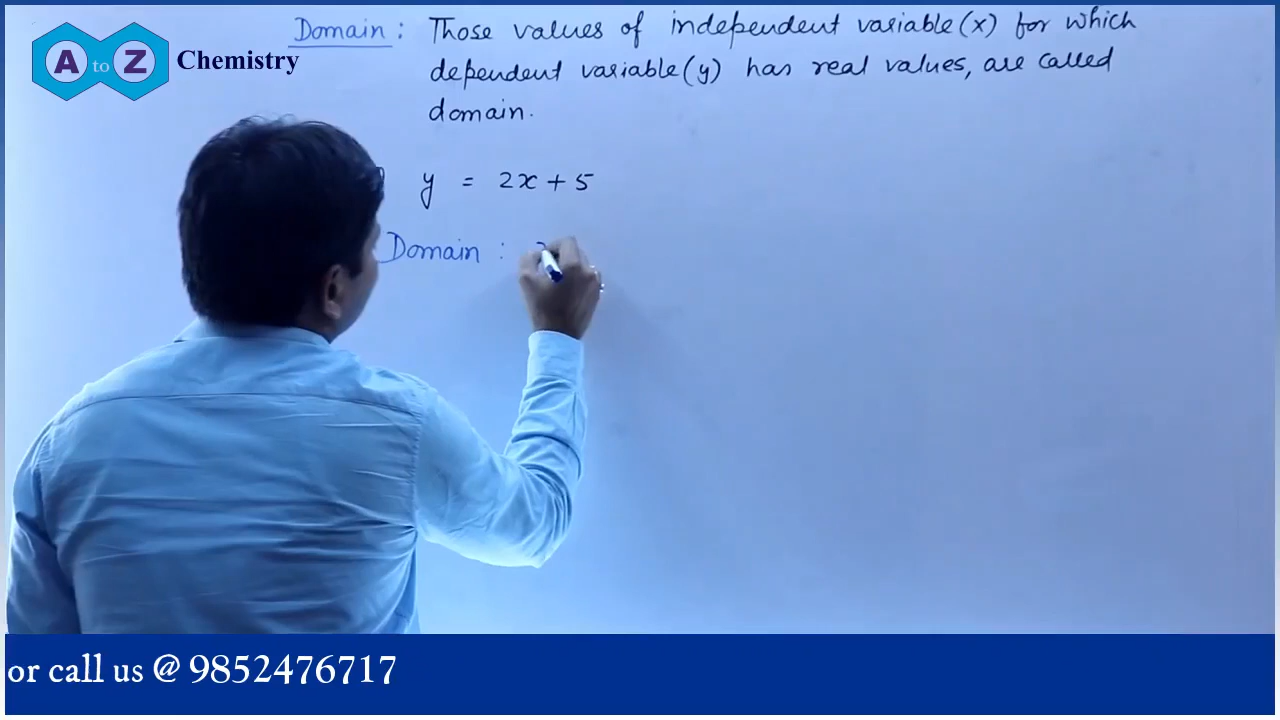 A to Z Chemistry
Domain : Those values of independent variable (x) for which
dependent variable (y) has real values, are called
domain.
y = 2x + 5
Domain :
or call us @ 9852476717